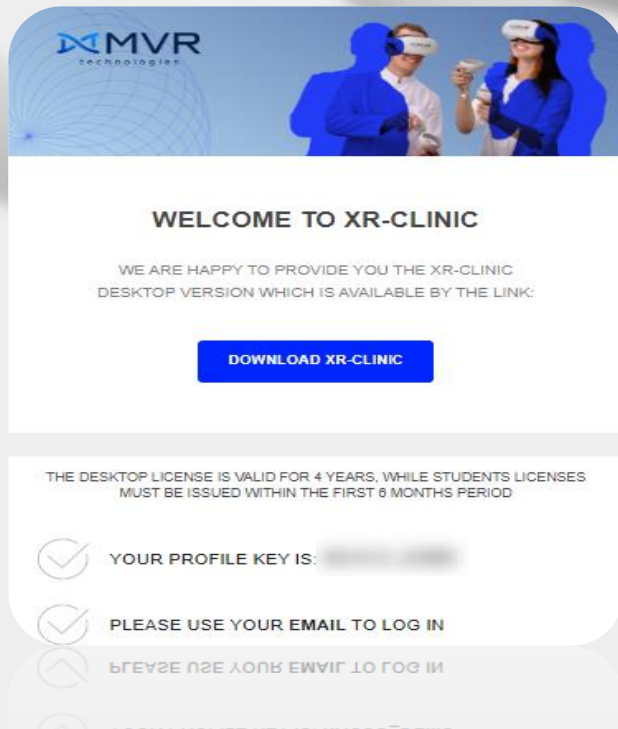 MVR
technologies
WELCOME TO XR-CLINIC
WE ARE HAPPY TO PROVIDE YOU THE XR-CLINIC
DESKTOP VERSION WHICH IS AVAILABLE BY THE LINK:
DOWNLOAD XR-CLINIC
THE DESKTOP LICENSE IS VALID FOR 4 YEARS, WHILE STUDENTS LICENSES
MUST BE ISSUED WITHIN THE FIRST 6 MONTHS PERIOD
YOUR PROFILE KEY IS:
PLEASE USE YOUR EMAIL TO LOG IN